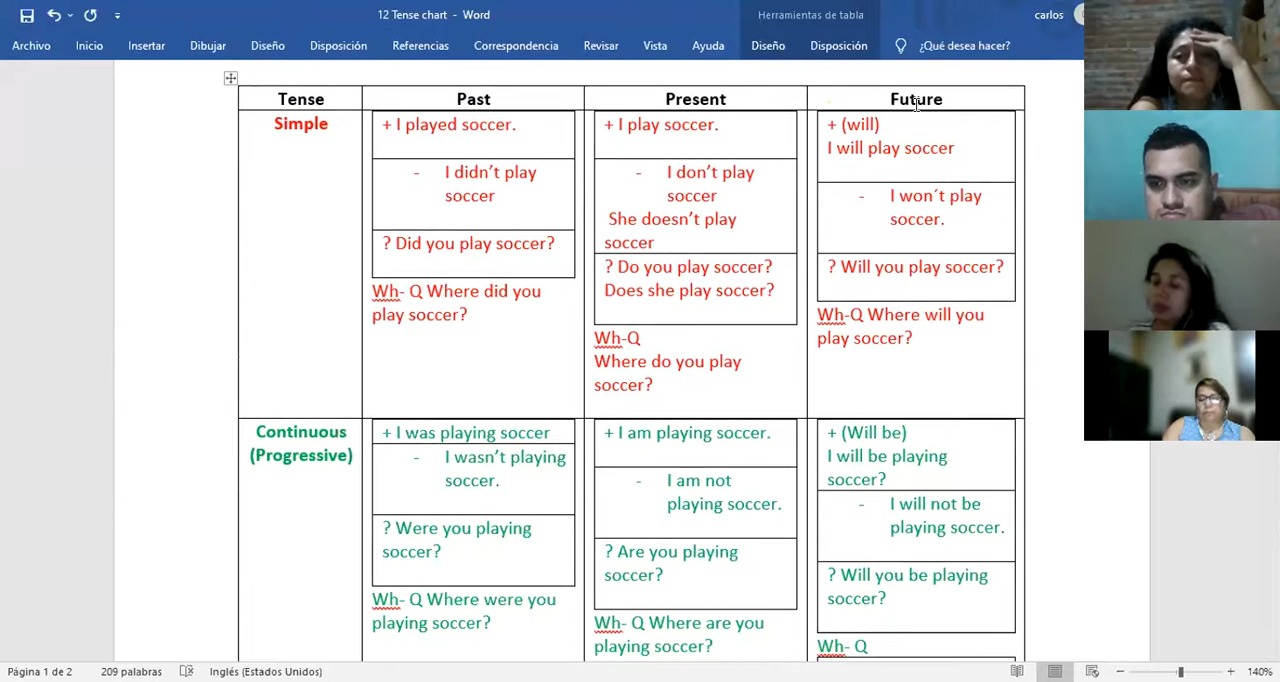 12 Tense chart - Word
Herramientas de tabla
carlos
Archivo Inicio Insertar Dibujar Diseño Disposición Referencias Correspondencia Revisar Vista Ayuda Diseño Disposición ¿Qué desea hacer?
Tense Past Present Future
Simple
+ I played soccer.
- I didn't play
soccer
? Did you play soccer?
Wh- Q Where did you
play soccer?
+ I play soccer.
- I don't play
soccer
She doesn't play
soccer
? Do you play soccer?
Does she play soccer?
Wh-Q
Where do you play
soccer?
+ (will)
I will play soccer
- I won´t play
soccer.
? Will you play soccer?
Wh-Q Where will you
play soccer?
Continuous
(Progressive)
+ I was playing soccer
- I wasn't playing
soccer.
? Were you playing
soccer?
Wh- Q Where were you
playing soccer?
+ I am playing soccer.
- I am not
playing soccer.
? Are you playing
soccer?
Wh- Q Where are you
playing soccer?
+ (Will be)
I will be playing
soccer?
- I will not be
playing soccer.
? Will you be playing
soccer?
Wh- Q
Página 1 de 2 209 palabras Inglés (Estados Unidos) 140%